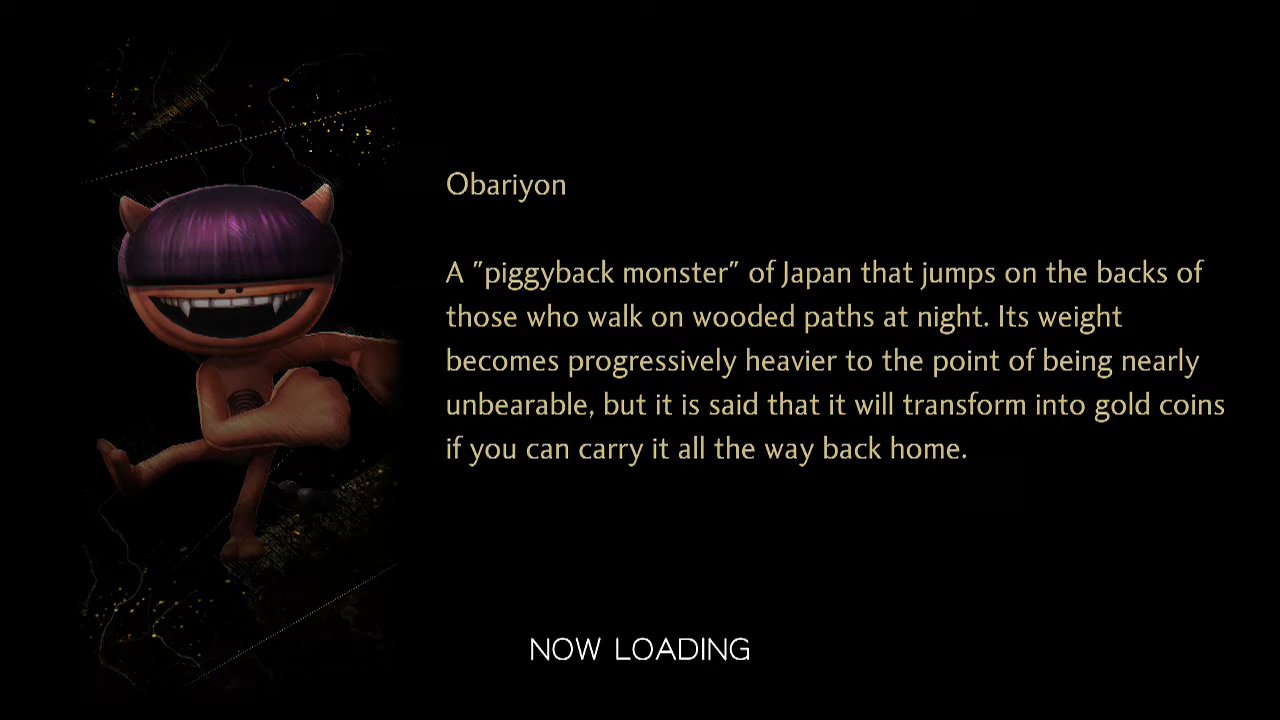 Obariyon
A "piggyback monster" of Japan that jumps on the backs of
those who walk on wooded paths at night. Its weight
becomes progressively heavier to the point of being nearly
unbearable, but it is said that it will transform into gold coins
if you can carry it all the way back home.
NOW LOADING